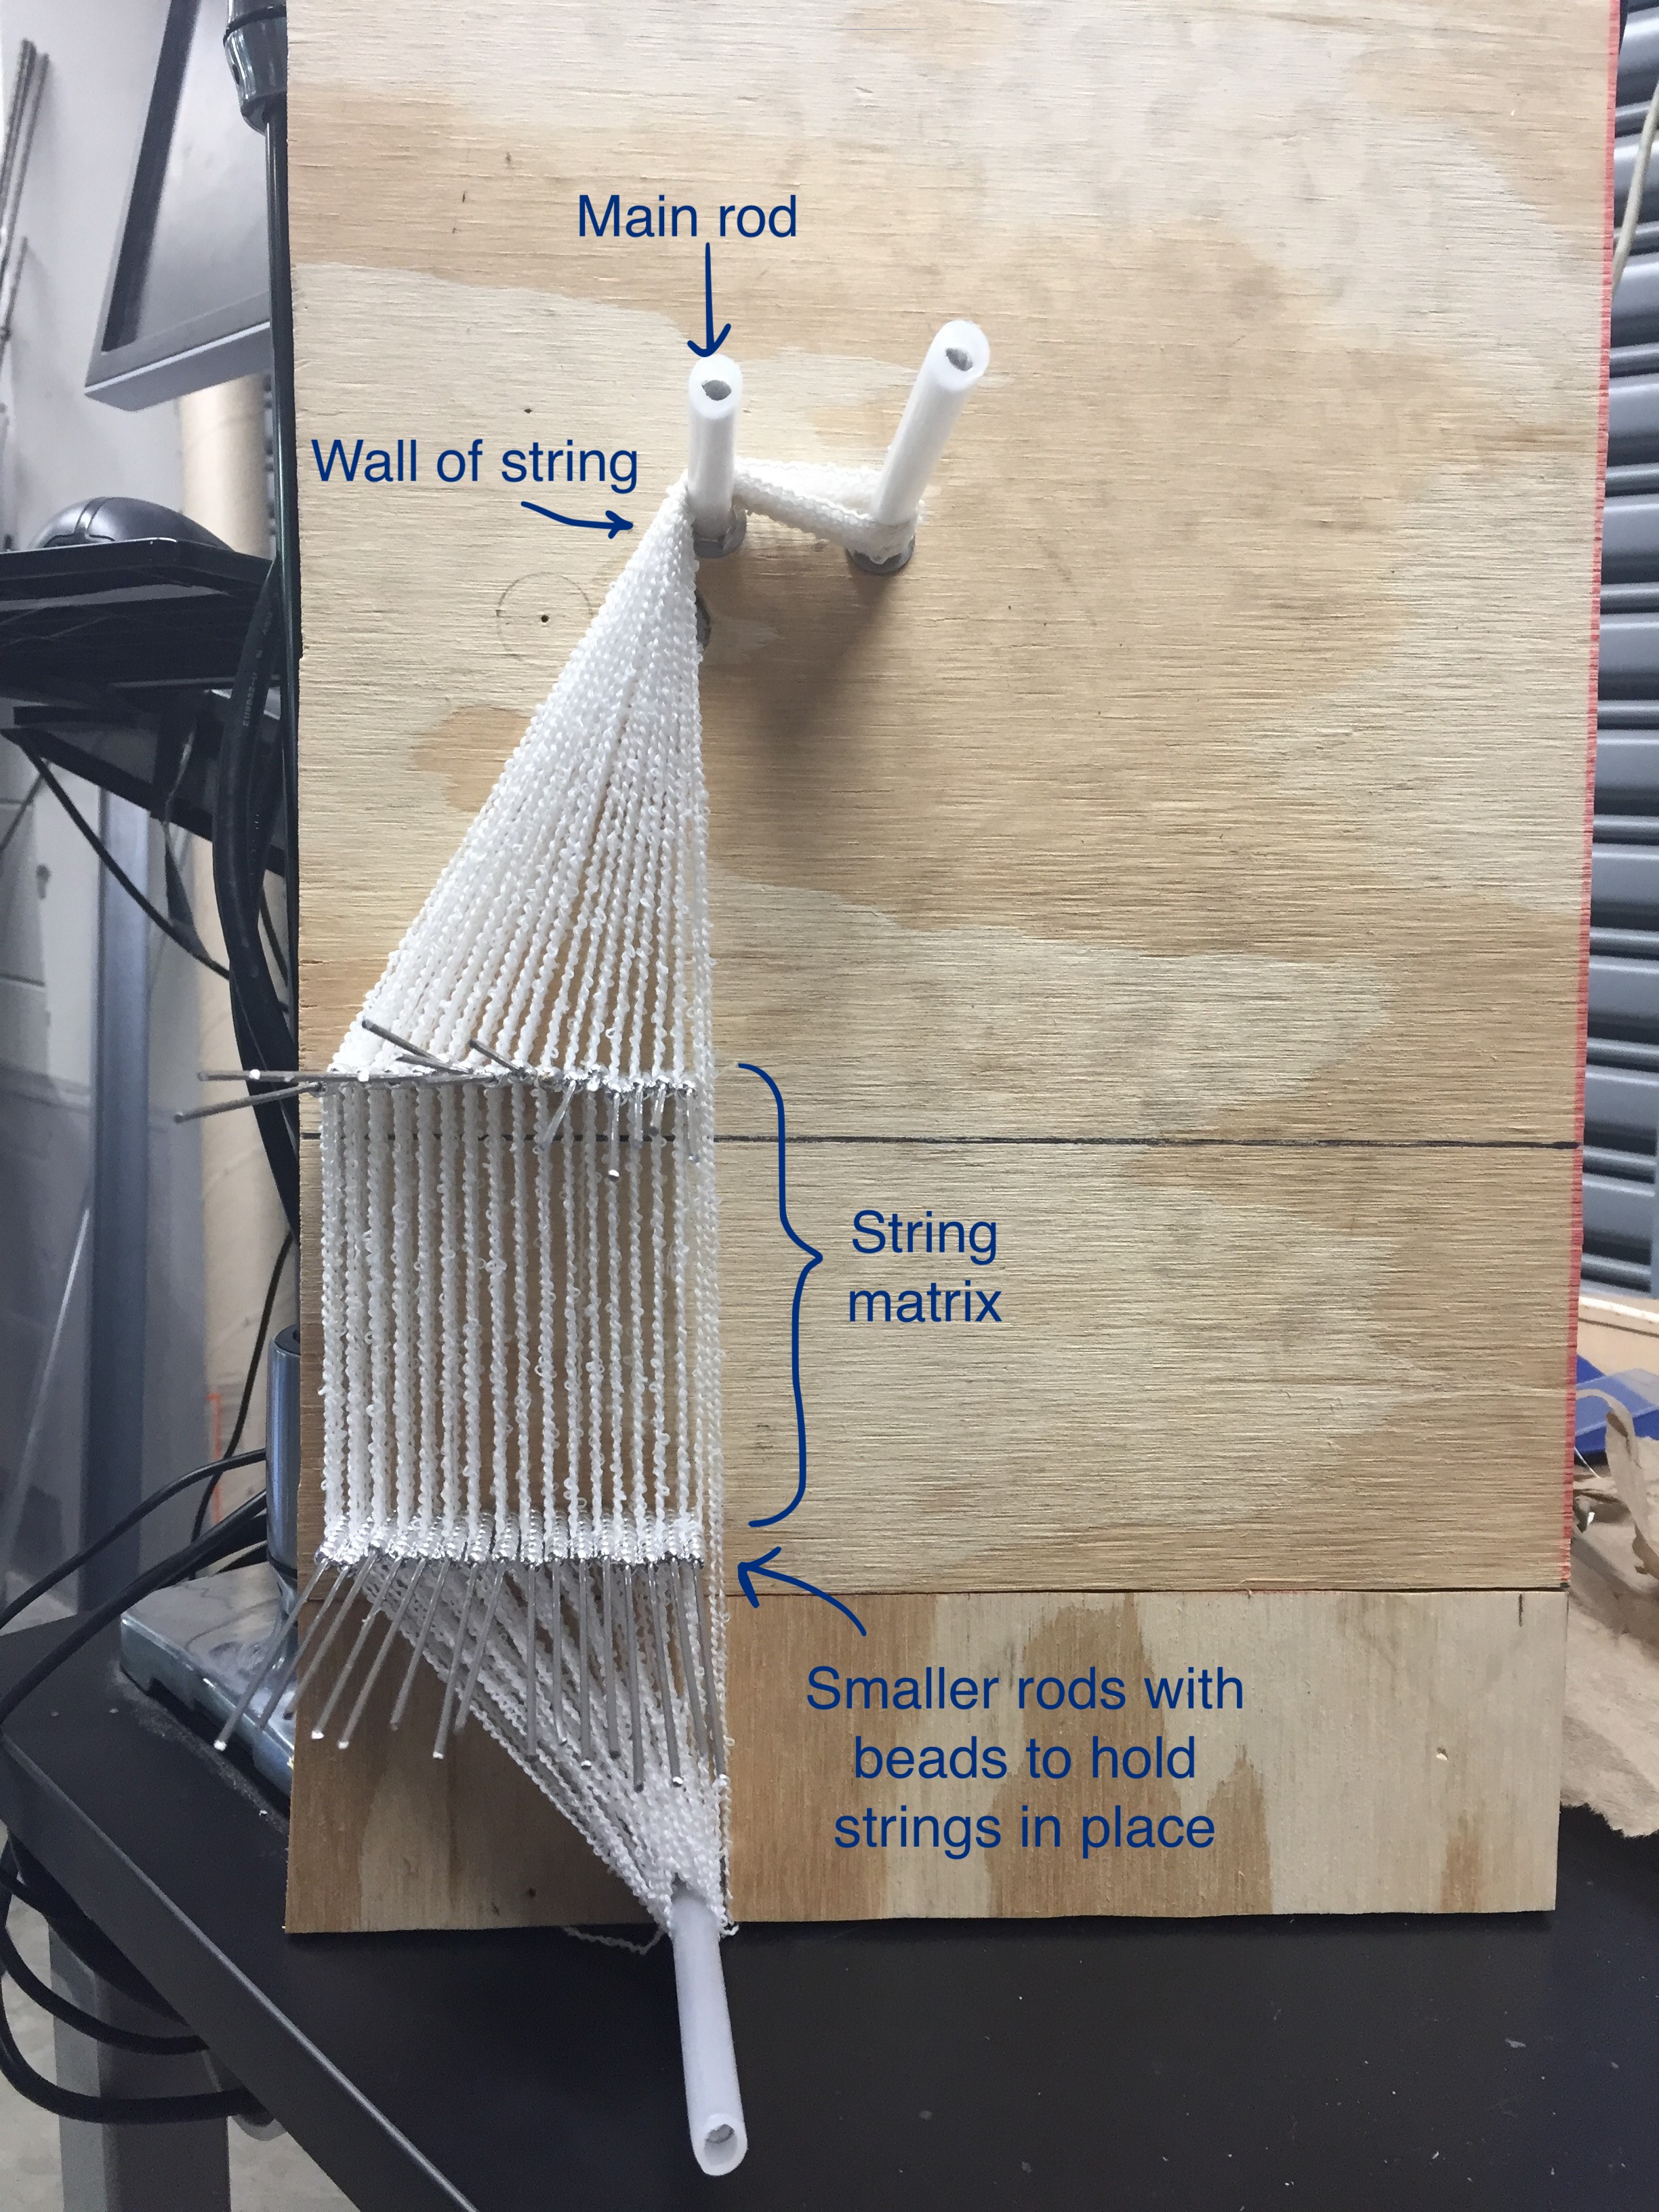 Main rod
Wall of string
String
matrix
Smaller rods with
beads to hold
strings in place